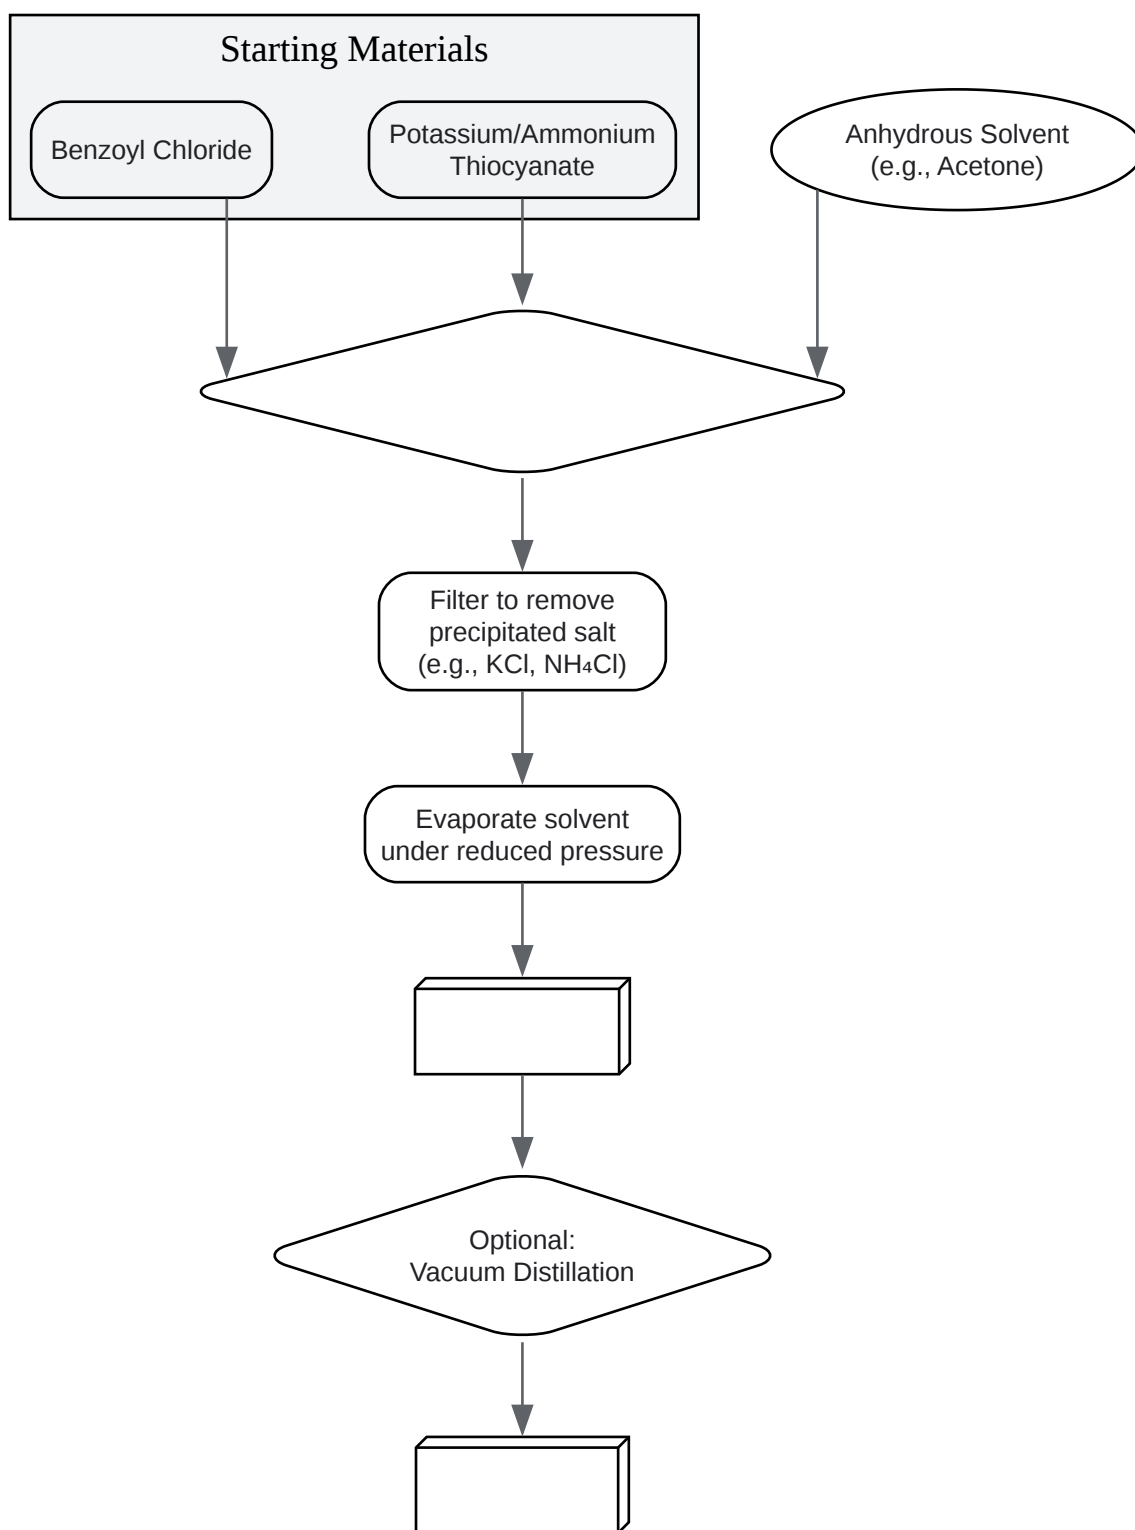 Starting Materials
Benzoyl Chloride
Potassium/Ammonium
Thiocyanate
Anhydrous Solvent
(e.g., Acetone)
Filter to remove
precipitated salt
(e.g., KCl, NH₄Cl)
Evaporate solvent
under reduced pressure
Optional:
Vacuum Distillation